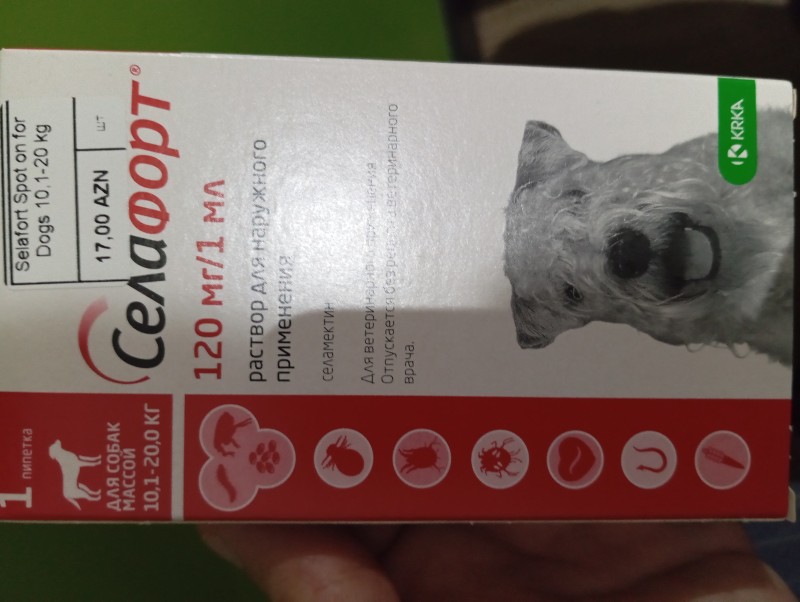 Selafort Spot on for
Dogs 10,1-20 kg
17,00 AZN
шт
Селафорт®
120 мг/1 мл
раствор для наружного
применения
селамектин
Для ветеринарного применения
Отпускается без рецепта ветеринарного
врача.
KRKA
1
пипетка
ДЛЯ СОБАК
МАССОЙ
10,1-20,0 КГ